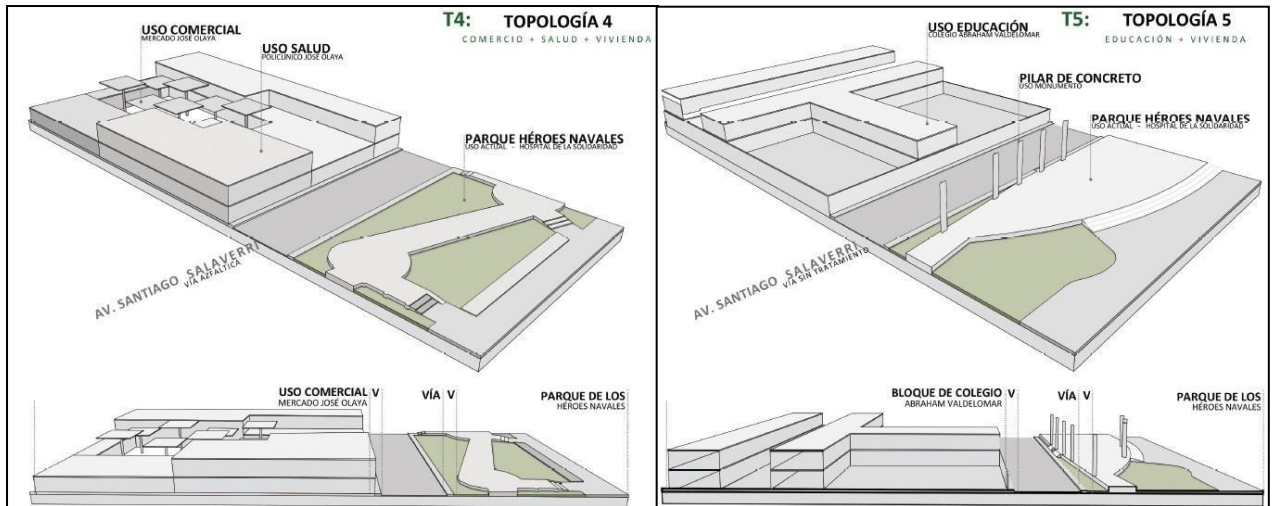 T4: TOPOLOGÍA 4
COMERCIO + SALUD + VIVIENDA
USO COMERCIAL
MERCADO JOSÉ OLAYA
USO SALUD
POLICLÍNICO JOSÉ OLAYA
PARQUE HÉROES NAVALES
USO ACTUAL - HOSPITAL DE LA SOLIDARIDAD
AV. SANTIAGO SALAVERRI
VÍA AZFALTICA
USO COMERCIAL V
MERCADO JOSÉ OLAYA
VÍA V
PARQUE DE LOS
HÉROES NAVALES
T5: TOPOLOGÍA 5
EDUCACIÓN + VIVIENDA
USO EDUCACIÓN
COLEGIO ABRAHAM VALDELOMAR
PILAR DE CONCRETO
USO MONUMENTO
PARQUE HÉROES NAVALES
USO ACTUAL - HOSPITAL DE LA SOLIDARIDAD
AV. SANTIAGO SALAVERRI
VÍA SIN TRATAMIENTO
BLOQUE DE COLEGIO V
ABRAHAM VALDELOMAR
VÍA V
PARQUE DE LOS
HÉROES NAVALES